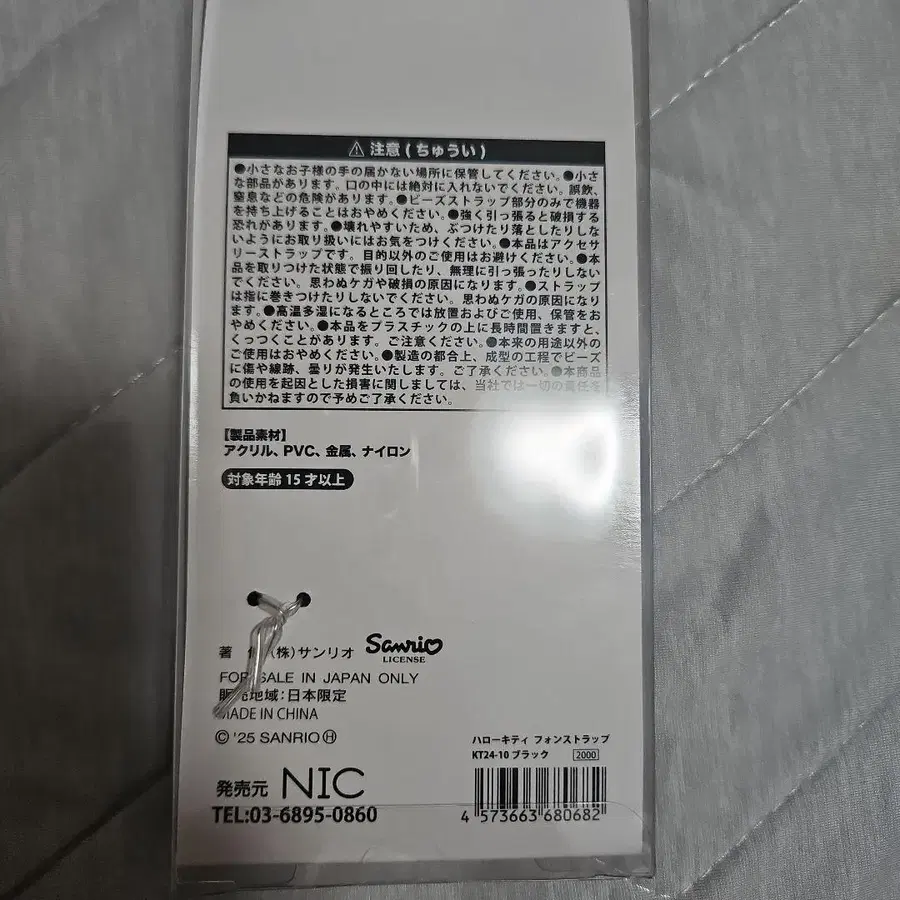 ⚠ 注意(ちゅうい)
●小さなお子様の手の届かない場所に保管してください。●小さ
な部品があります。口の中には絶対に入れないでください。誤飲、
窒息などの危険があります。●ビーズストラップ部分のみで機器
を持ち上げることはおやめください。●強く引っ張ると破損する
恐れがあります。●壊れやすいため、ぶつけたり落としたりしな
いようにお取り扱いにはお気をつけください。●本品はアクセサ
リーストラップです。目的以外のご使用はお避けください。●本
品を取りつけた状態で振り回したり、無理に引っ張ったりしない
でください。思わぬケガや破損の原因になります。●ストラップ
は指に巻きつけたりしないでください。思わぬケガの原因になり
ます。●高温多湿になるところでは放置およびご使用、保管をお
やめください。●本品をプラスチックの上に長時間置きますと、
くっつくことがあります。ご注意ください。●本来の用途以外の
ご使用はおやめください。●製造の都合上、成型の工程でビーズ
に傷や線跡、曇りが発生いたします。ご了承ください。●本商品
の使用を起因とした損害に関しましては、当社では一切の責任を
負いかねますので予めご了承ください。
【製品素材】
アクリル、PVC、金属、ナイロン
対象年齢15才以上
著 (株)サンリオ Sanrio
LICENSE
FOR SALE IN JAPAN ONLY
販売地域:日本限定
MADE IN CHINA
© '25 SANRIO Ⓗ
ハローキティ フォンストラップ
KT24-10 ブラック 2000
発売元 NIC
TEL:03-6895-0860
4 573663 680682